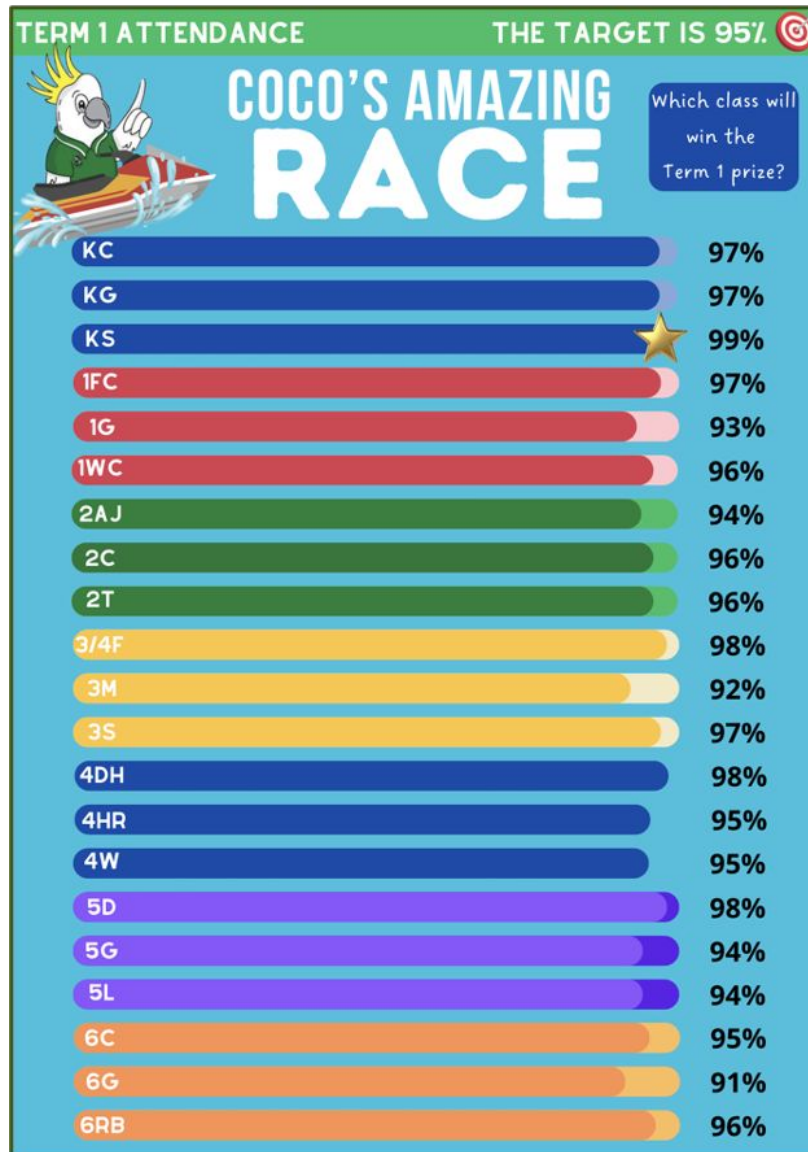 TERM 1 ATTENDANCE THE TARGET IS 95%
COCO'S AMAZING
RACE
Which class will
win the
Term 1 prize?
KC 97%
KG 97%
KS 99%
1FC 97%
1G 93%
1WC 96%
2AJ 94%
2C 96%
2T 96%
3/4F 98%
3M 92%
3S 97%
4DH 98%
4HR 95%
4W 95%
5D 98%
5G 94%
5L 94%
6C 95%
6G 91%
6RB 96%